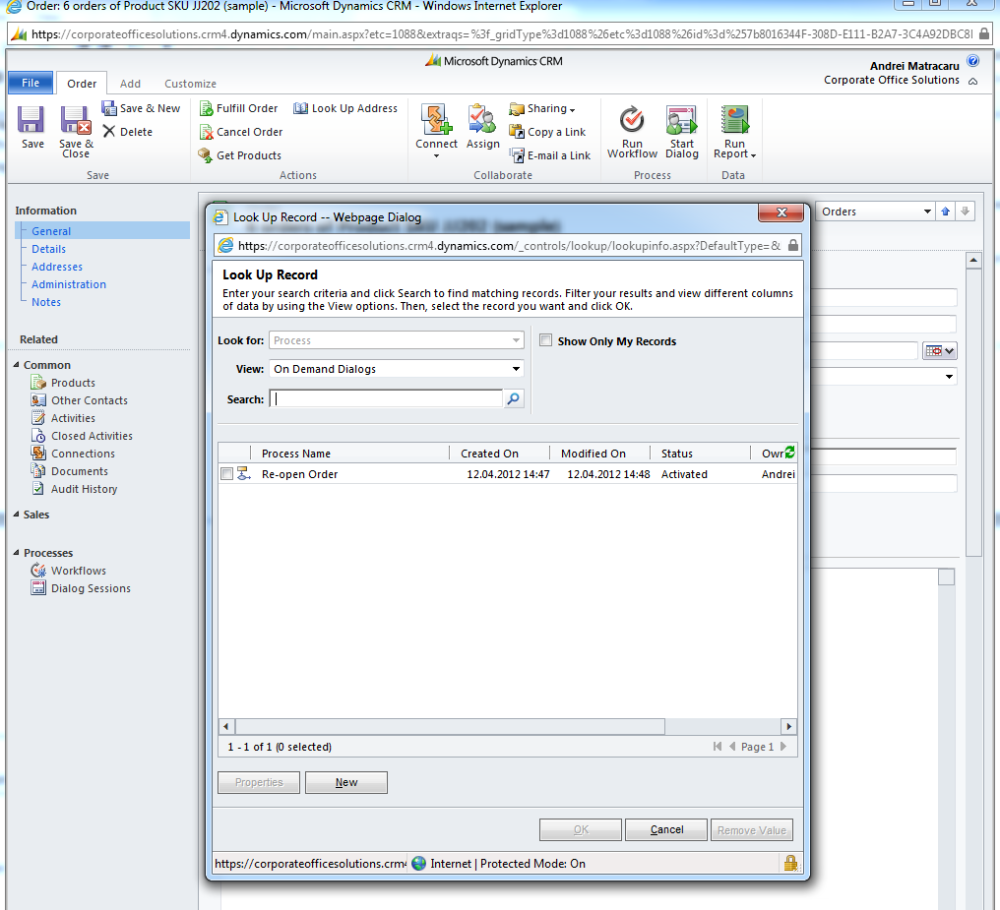 Order: 6 orders of Product SKU JJ202 (sample) - Microsoft Dynamics CRM - Windows Internet Explorer
https://corporateofficesolutions.crm4.dynamics.com/main.aspx?etc=1088&extraqs=%3f_gridType%3d1088%26etc%3d1088%26id%3d%257b8016344F-308D-E111-B2A7-3C4A92DBC8
Microsoft Dynamics CRM
Andrei Matracaru
Corporate Office Solutions
File
Order
Add
Customize
Save
Save & Close
Save & New
Delete
Save
Fulfill Order
Look Up Address
Cancel Order
Get Products
Actions
Connect
Assign
Sharing
Copy a Link
E-mail a Link
Collaborate
Run Workflow
Start Dialog
Process
Run Report
Data
Information
General
Details
Addresses
Administration
Notes
Related
Common
Products
Other Contacts
Activities
Closed Activities
Connections
Documents
Audit History
Sales
Processes
Workflows
Dialog Sessions
Orders
6 orders of Product SKU JJ202 (sample)
Look Up Record -- Webpage Dialog
https://corporateofficesolutions.crm4.dynamics.com/_controls/lookup/lookupinfo.aspx?DefaultType=&
Look Up Record
Enter your search criteria and click Search to find matching records. Filter your results and view different columns
of data by using the View options. Then, select the record you want and click OK.
Look for: Process
Show Only My Records
View: On Demand Dialogs
Search:
Process Name Created On Modified On Status Owr
Re-open Order 12.04.2012 14:47 12.04.2012 14:48 Activated Andrei
1 - 1 of 1 (0 selected)
Page 1
Properties
New
OK
Cancel
Remove Value
https://corporateofficesolutions.crm4
Internet | Protected Mode: On